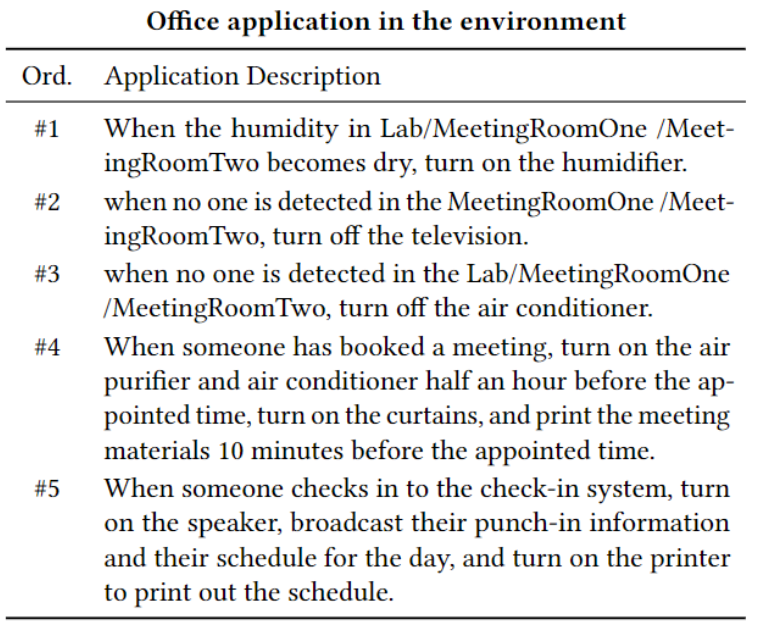 Office application in the environment
Ord. Application Description
#1 When the humidity in Lab/MeetingRoomOne /Meet-
ingRoomTwo becomes dry, turn on the humidifier.
#2 when no one is detected in the MeetingRoomOne /Meet-
ingRoomTwo, turn off the television.
#3 when no one is detected in the Lab/MeetingRoomOne
/MeetingRoomTwo, turn off the air conditioner.
#4 When someone has booked a meeting, turn on the air
purifier and air conditioner half an hour before the ap-
pointed time, turn on the curtains, and print the meeting
materials 10 minutes before the appointed time.
#5 When someone checks in to the check-in system, turn
on the speaker, broadcast their punch-in information
and their schedule for the day, and turn on the printer
to print out the schedule.